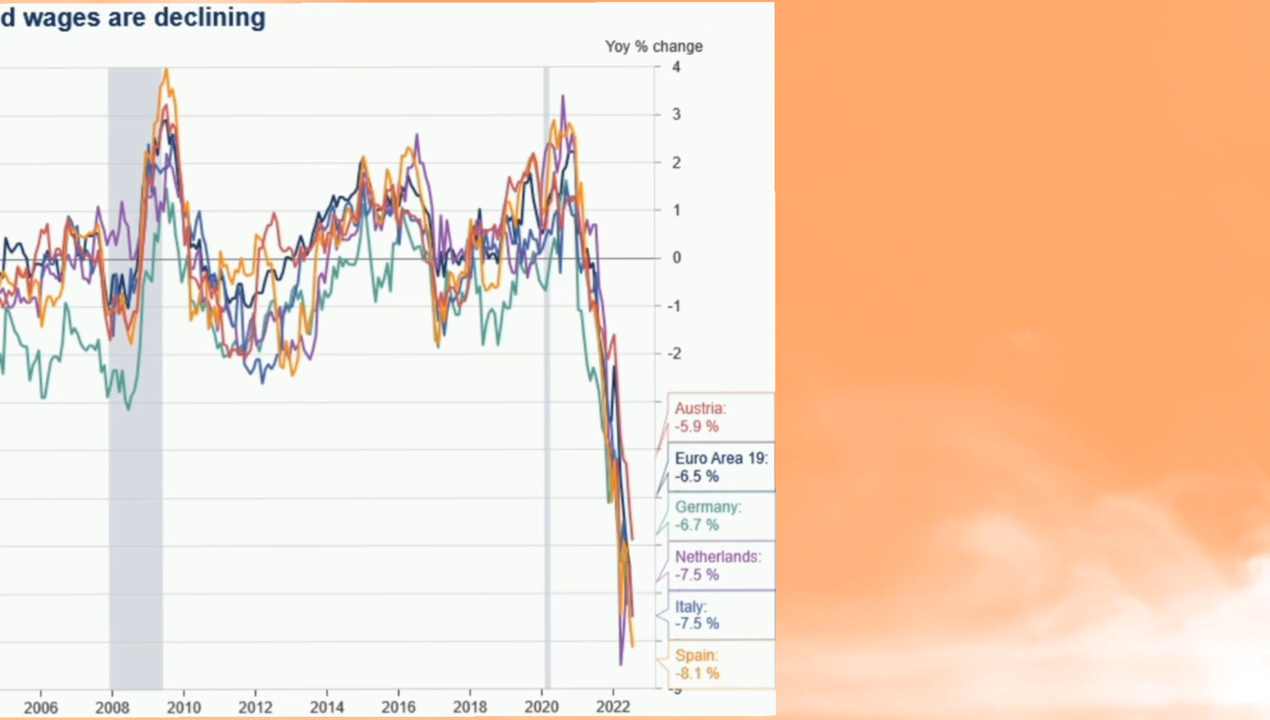 d wages are declining
Yoy % change
4
3
2
1
0
-1
-2
Austria:
-5.9 %
Euro Area 19:
-6.5 %
Germany:
-6.7 %
Netherlands:
-7.5 %
Italy:
-7.5 %
Spain:
-8.1 %
-9
2006 2008 2010 2012 2014 2016 2018 2020 2022